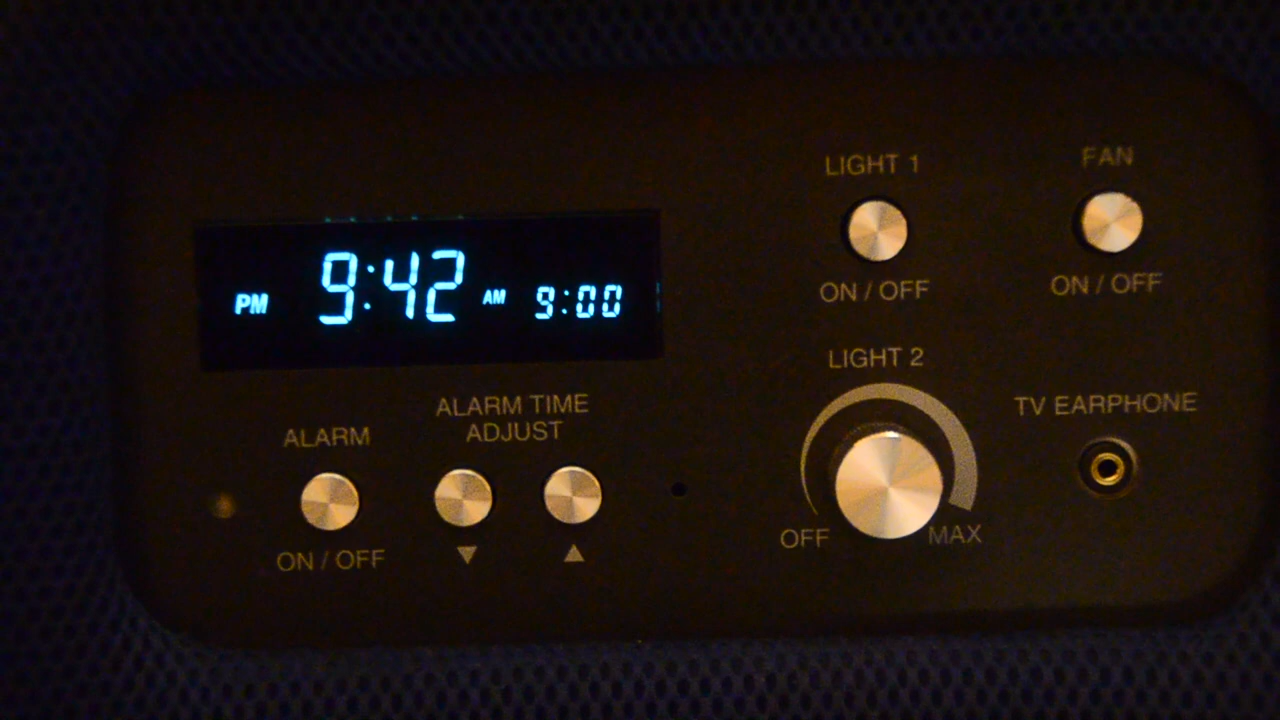 PM 9:42 AM 9:00
ALARM
ON / OFF
ALARM TIME
ADJUST
▼ ▲
LIGHT 1
ON / OFF
FAN
ON / OFF
LIGHT 2
OFF MAX
TV EARPHONE